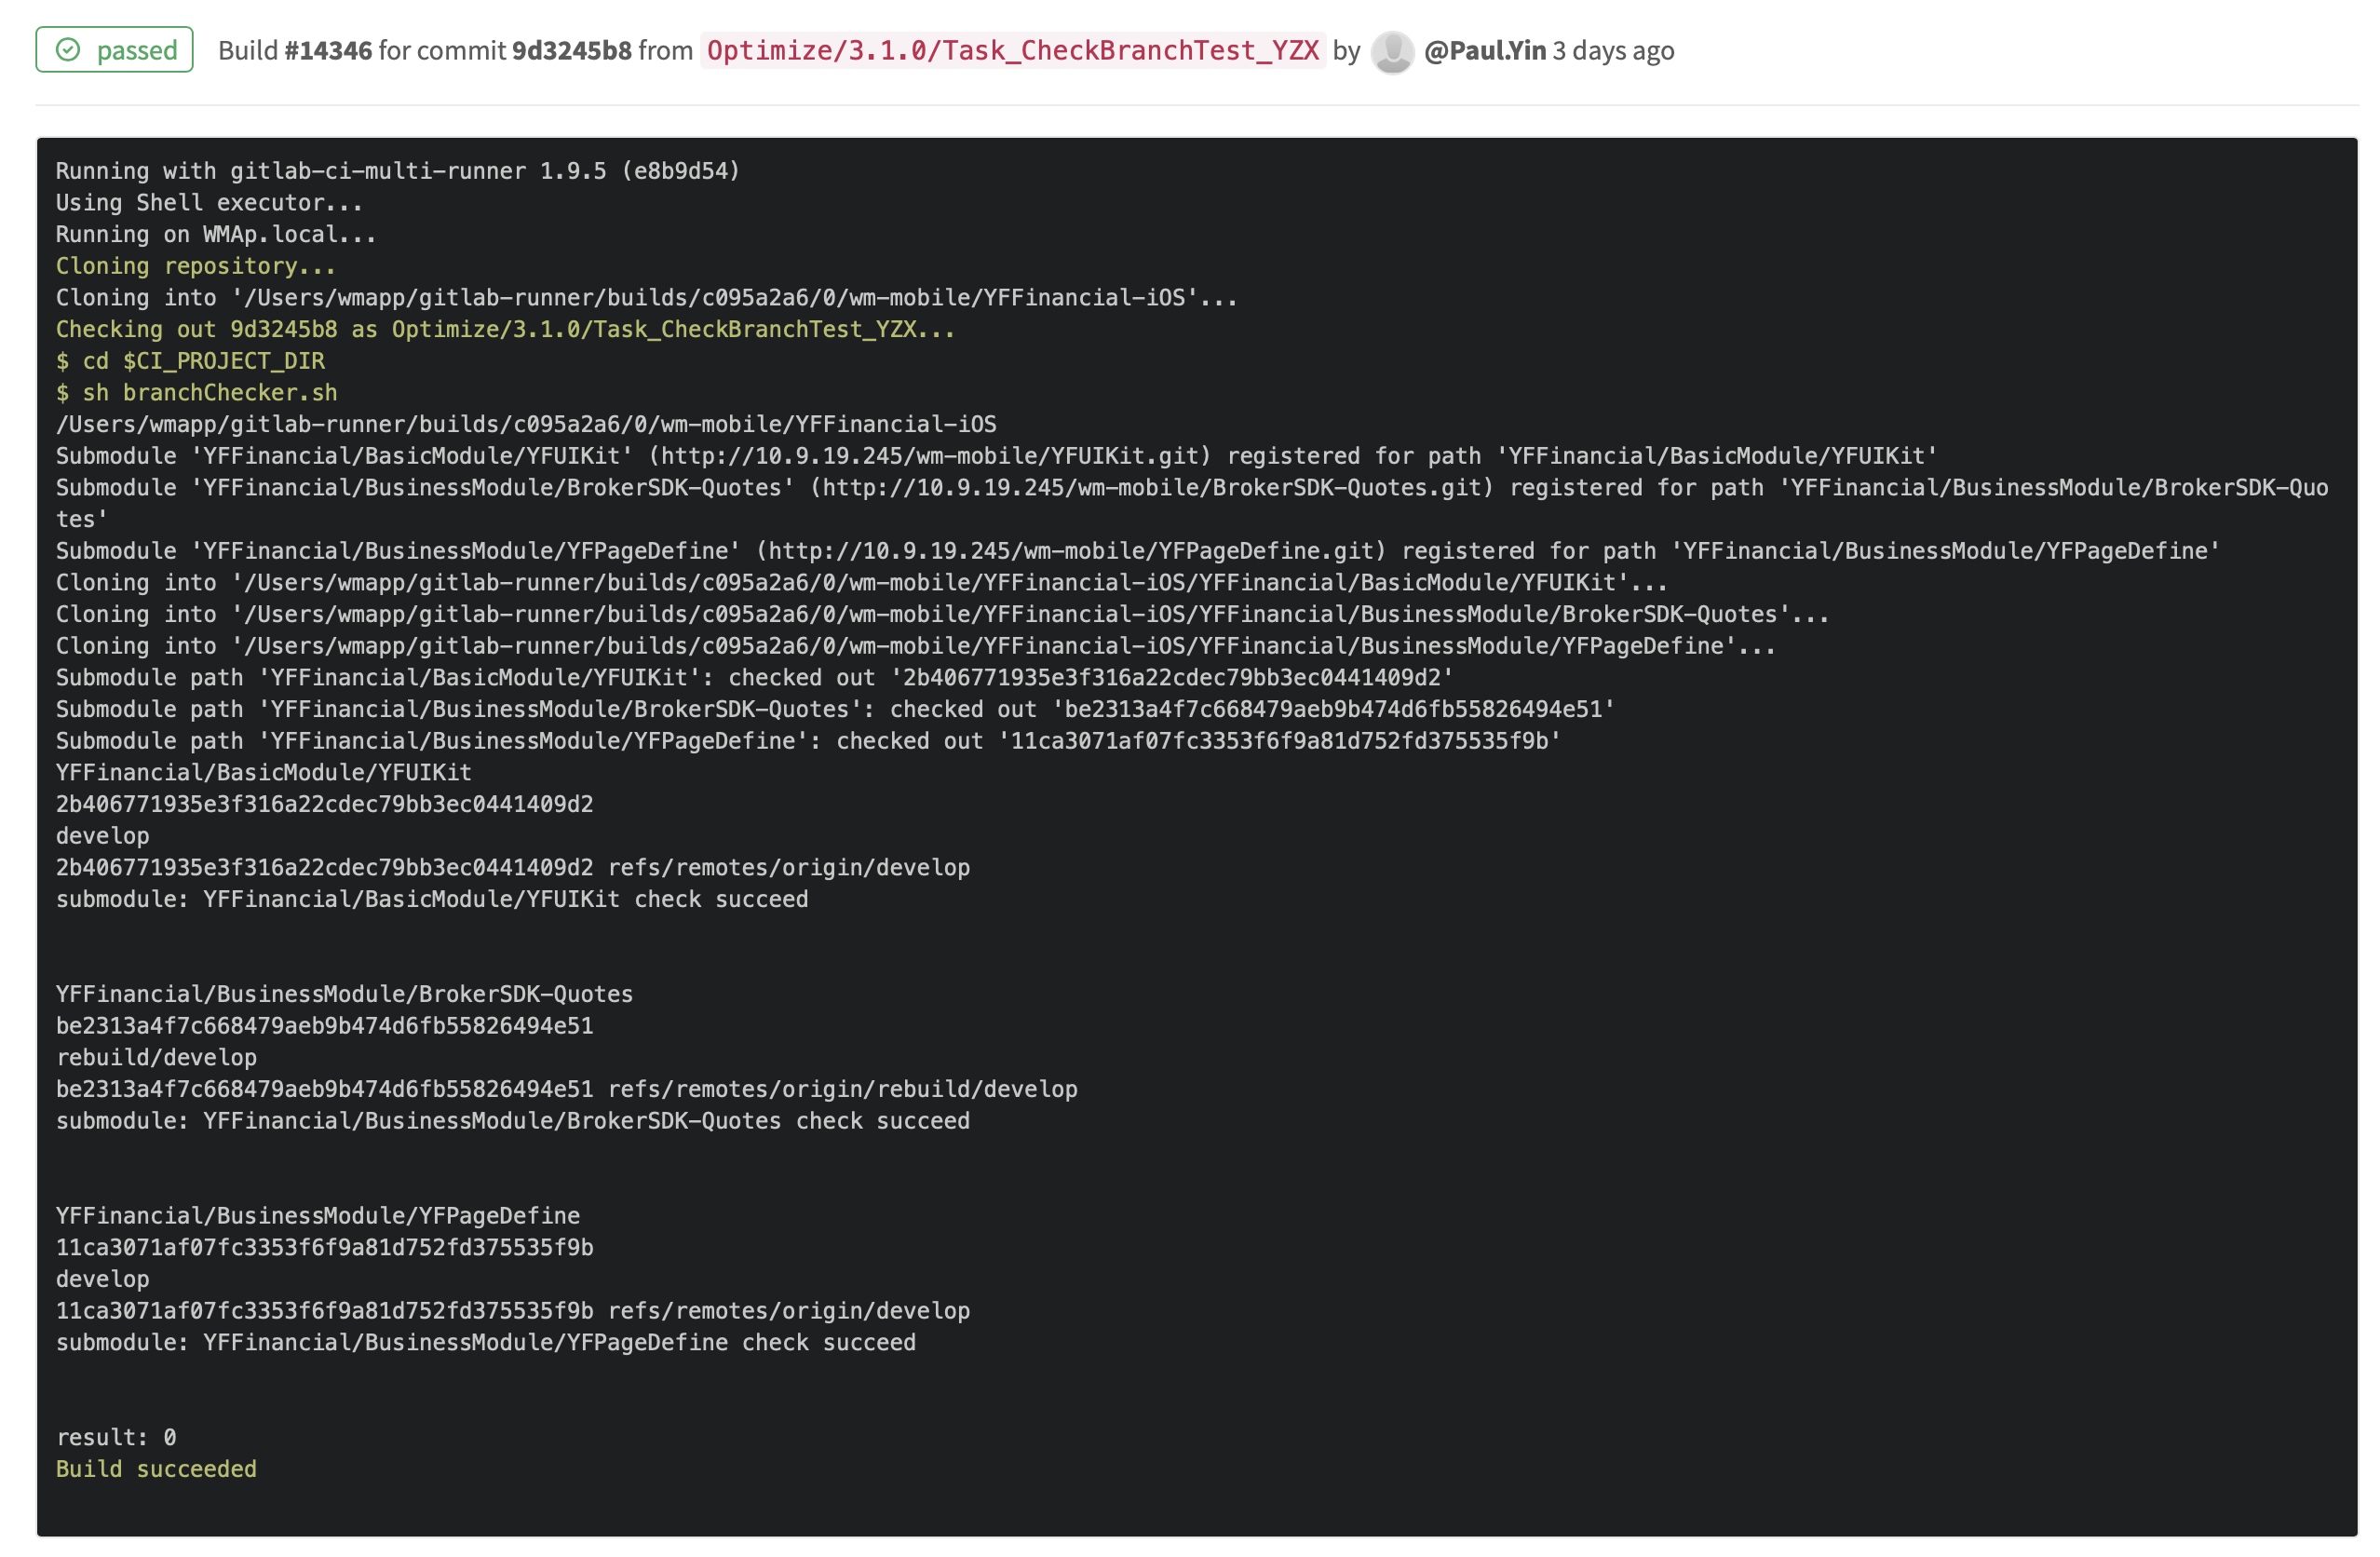 passed Build #14346 for commit 9d3245b8 from Optimize/3.1.0/Task_CheckBranchTest_YZX by @Paul.Yin 3 days ago
Running with gitlab-ci-multi-runner 1.9.5 (e8b9d54)
Using Shell executor...
Running on WMAp.local...
Cloning repository...
Cloning into '/Users/wmapp/gitlab-runner/builds/c095a2a6/0/wm-mobile/YFFinancial-iOS'...
Checking out 9d3245b8 as Optimize/3.1.0/Task_CheckBranchTest_YZX...
$ cd $CI_PROJECT_DIR
$ sh branchChecker.sh
/Users/wmapp/gitlab-runner/builds/c095a2a6/0/wm-mobile/YFFinancial-iOS
Submodule 'YFFinancial/BasicModule/YFUIKit' (http://10.9.19.245/wm-mobile/YFUIKit.git) registered for path 'YFFinancial/BasicModule/YFUIKit'
Submodule 'YFFinancial/BusinessModule/BrokerSDK-Quotes' (http://10.9.19.245/wm-mobile/BrokerSDK-Quotes.git) registered for path 'YFFinancial/BusinessModule/BrokerSDK-Quo
tes'
Submodule 'YFFinancial/BusinessModule/YFPageDefine' (http://10.9.19.245/wm-mobile/YFPageDefine.git) registered for path 'YFFinancial/BusinessModule/YFPageDefine'
Cloning into '/Users/wmapp/gitlab-runner/builds/c095a2a6/0/wm-mobile/YFFinancial-iOS/YFFinancial/BasicModule/YFUIKit'...
Cloning into '/Users/wmapp/gitlab-runner/builds/c095a2a6/0/wm-mobile/YFFinancial-iOS/YFFinancial/BusinessModule/BrokerSDK-Quotes'...
Cloning into '/Users/wmapp/gitlab-runner/builds/c095a2a6/0/wm-mobile/YFFinancial-iOS/YFFinancial/BusinessModule/YFPageDefine'...
Submodule path 'YFFinancial/BasicModule/YFUIKit': checked out '2b406771935e3f316a22cdec79bb3ec0441409d2'
Submodule path 'YFFinancial/BusinessModule/BrokerSDK-Quotes': checked out 'be2313a4f7c668479aeb9b474d6fb55826494e51'
Submodule path 'YFFinancial/BusinessModule/YFPageDefine': checked out '11ca3071af07fc3353f6f9a81d752fd375535f9b'
YFFinancial/BasicModule/YFUIKit
2b406771935e3f316a22cdec79bb3ec0441409d2
develop
2b406771935e3f316a22cdec79bb3ec0441409d2 refs/remotes/origin/develop
submodule: YFFinancial/BasicModule/YFUIKit check succeed
YFFinancial/BusinessModule/BrokerSDK-Quotes
be2313a4f7c668479aeb9b474d6fb55826494e51
rebuild/develop
be2313a4f7c668479aeb9b474d6fb55826494e51 refs/remotes/origin/rebuild/develop
submodule: YFFinancial/BusinessModule/BrokerSDK-Quotes check succeed
YFFinancial/BusinessModule/YFPageDefine
11ca3071af07fc3353f6f9a81d752fd375535f9b
develop
11ca3071af07fc3353f6f9a81d752fd375535f9b refs/remotes/origin/develop
submodule: YFFinancial/BusinessModule/YFPageDefine check succeed
result: 0
Build succeeded